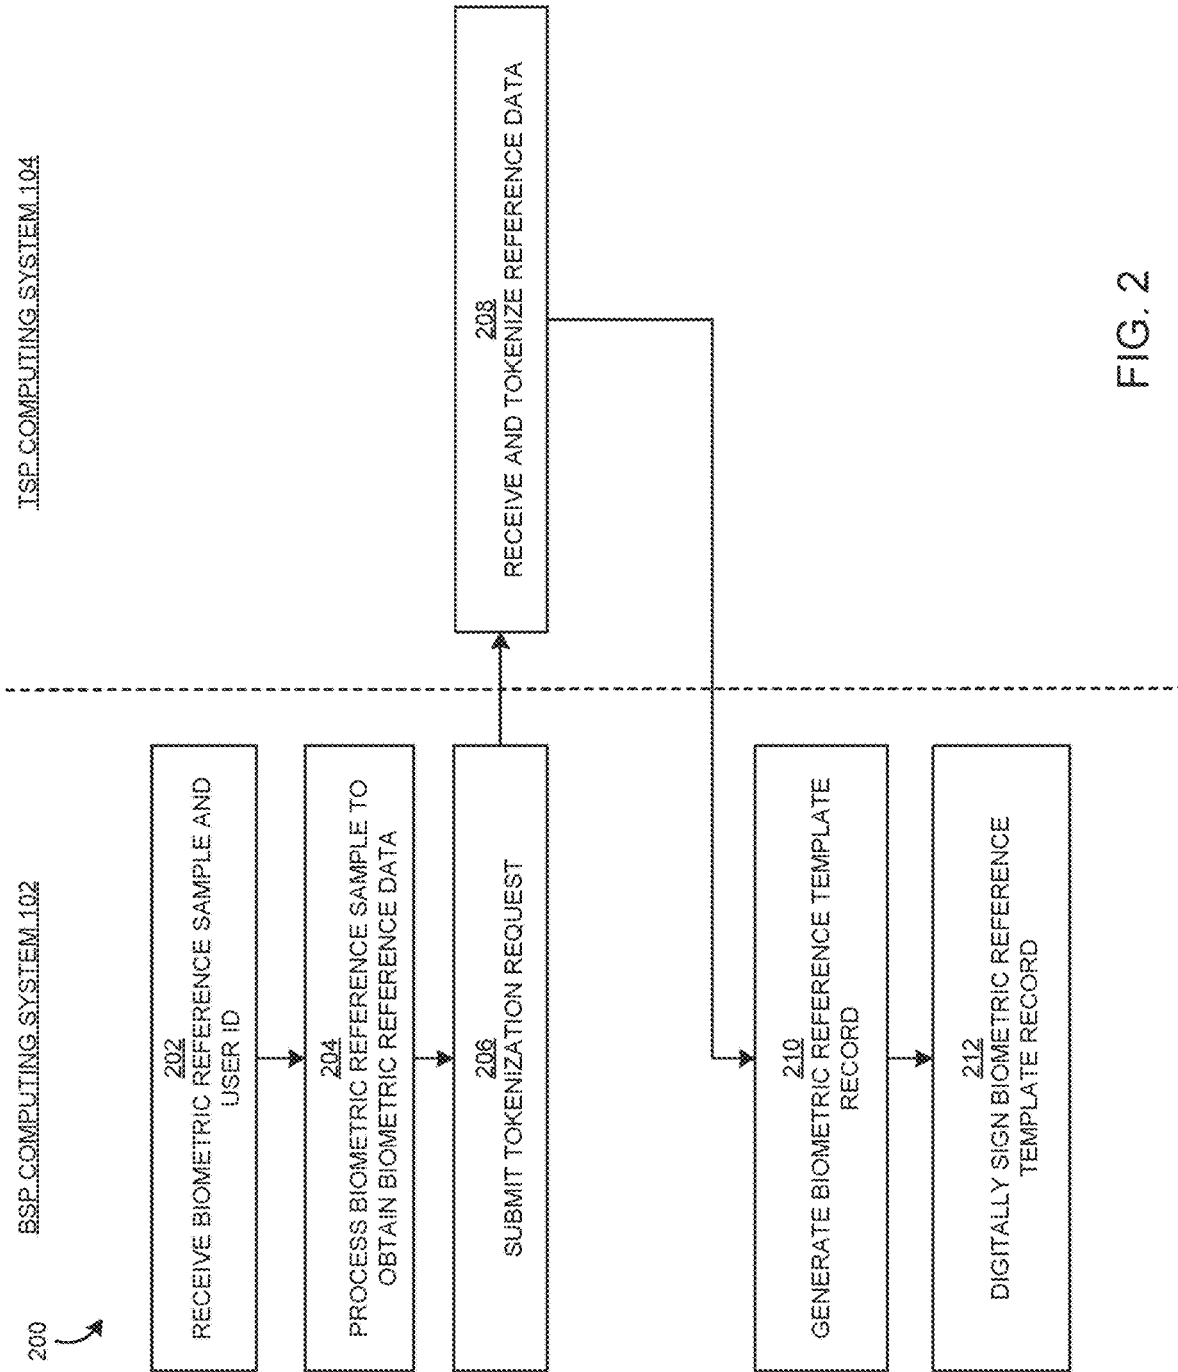 200
BSP COMPUTING SYSTEM 102
TSP COMPUTING SYSTEM 104
202
RECEIVE BIOMETRIC REFERENCE SAMPLE AND
USER ID
204
PROCESS BIOMETRIC REFERENCE SAMPLE TO
OBTAIN BIOMETRIC REFERENCE DATA
206
SUBMIT TOKENIZATION REQUEST
208
RECEIVE AND TOKENIZE REFERENCE DATA
210
GENERATE BIOMETRIC REFERENCE TEMPLATE
RECORD
212
DIGITALLY SIGN BIOMETRIC REFERENCE
TEMPLATE RECORD
FIG. 2